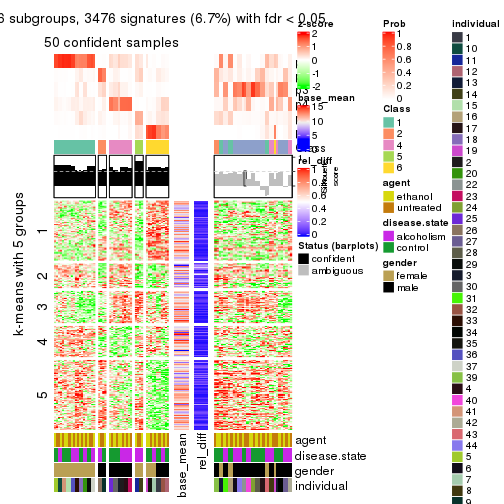 6 subgroups, 3476 signatures (6.7%) with fdr < 0.05
50 confident samples
k-means with 5 groups
1
2
3
4
5
agent
disease.state
gender
individual
base_mean
rel_diff
z-score
2
1
0
-1
-2
base_mean
15
10
5
rel_diff
1
0.8
0.6
0.4
0.2
0
Silhouette
score
Status (barplots)
confident
ambiguous
Prob
1
0.8
0.6
0.4
0.2
0
Class
1
2
4
5
6
agent
ethanol
untreated
disease.state
alcoholism
control
gender
female
male
individual
1
10
11
12
13
14
15
16
17
18
19
2
20
22
23
24
25
26
27
28
29
3
30
31
32
33
34
35
36
37
39
4
40
41
42
43
44
5
6
7
8
9